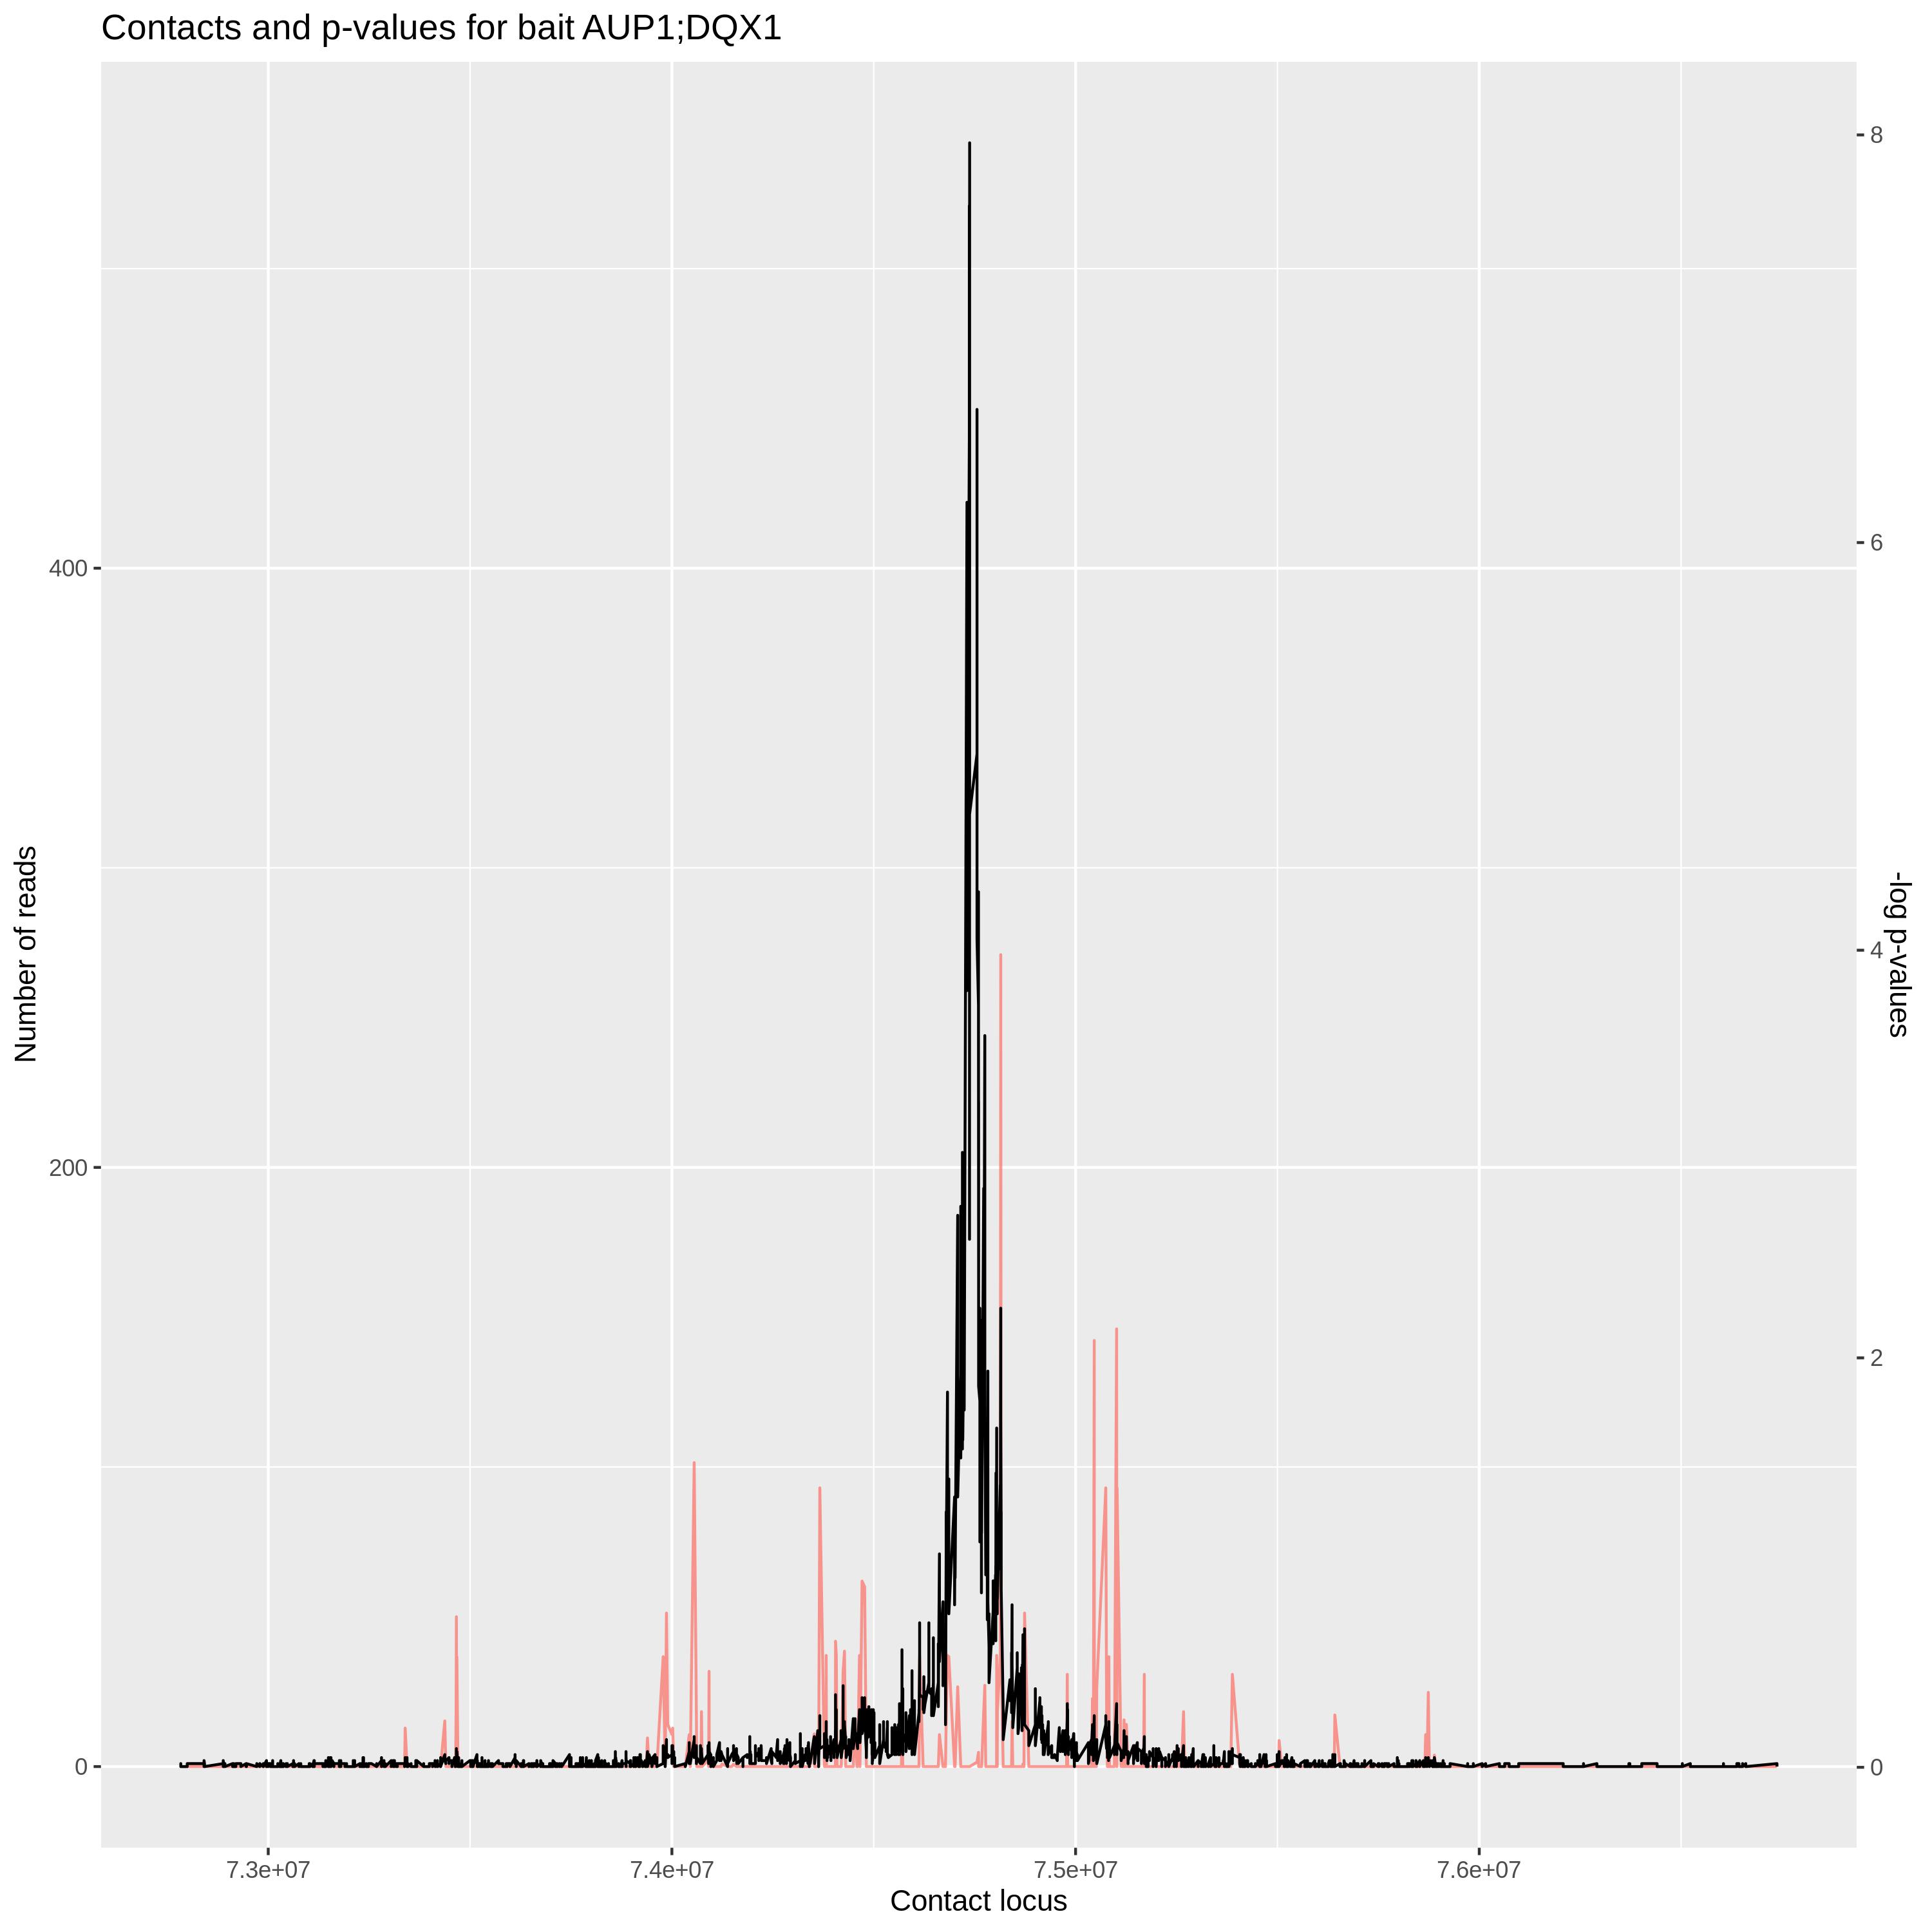 Contacts and p-values for bait AUP1;DQX1
Number of reads
400
200
0
8
6
4
2
0
-log p-values
7.3e+07 7.4e+07 7.5e+07 7.6e+07
Contact locus